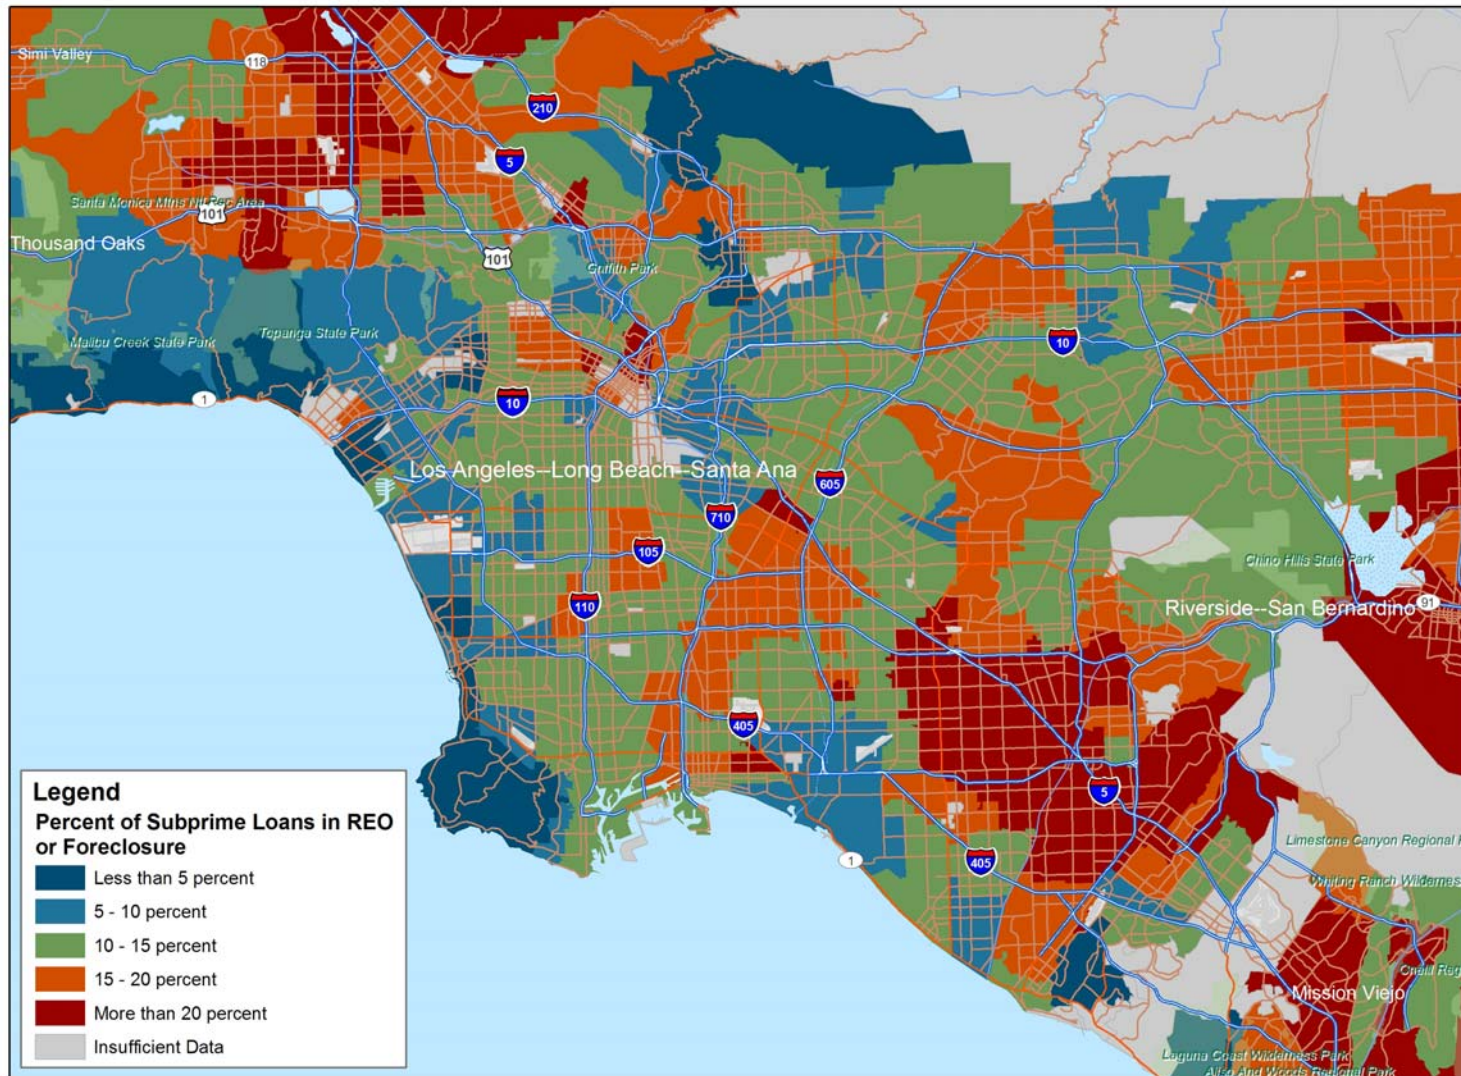 Simi Valley
118
210
5
Santa Monica Mtns Ntl Rec Area
101
Thousand Oaks
101
Griffith Park
Topanga State Park
Malibu Creek State Park
10
1
10
Los Angeles--Long Beach--Santa Ana
605
710
105
Chino Hills State Park
110
Riverside--San Bernardino
91
405
5
Limestone Canyon Regional
1
405
Whiting Ranch Wilderness
Mission Viejo
Laguna Coast Wilderness Park
Aliso And Woods Regional Park
Legend
Percent of Subprime Loans in REO
or Foreclosure
Less than 5 percent
5 - 10 percent
10 - 15 percent
15 - 20 percent
More than 20 percent
Insufficient Data